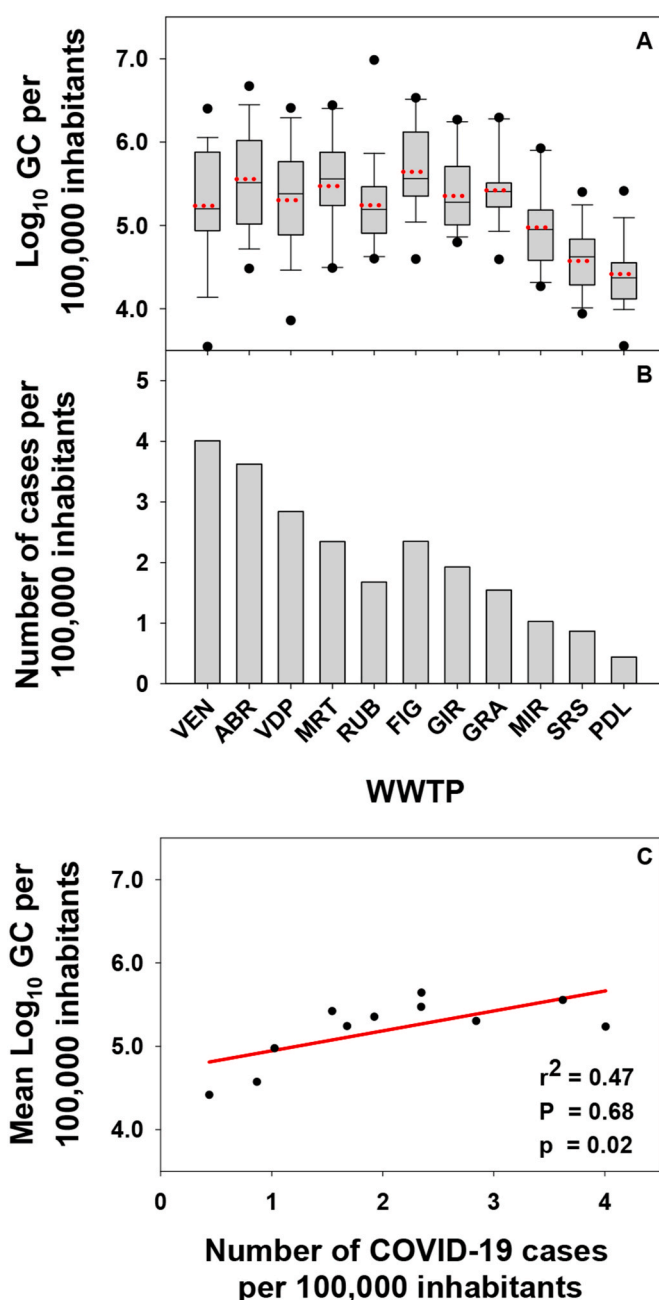 A
Log₁₀ GC per
100,000 inhabitants
7.0
6.0
5.0
4.0
B
Number of cases per
100,000 inhabitants
5
4
3
2
1
0
VEN
ABR
VDP
MRT
RUB
FIG
GIR
GRA
MIR
SRS
PDL
WWTP
C
Mean Log₁₀ GC per
100,000 inhabitants
7.0
6.0
5.0
4.0
r² = 0.47
P = 0.68
p = 0.02
0 1 2 3 4
Number of COVID-19 cases
per 100,000 inhabitants